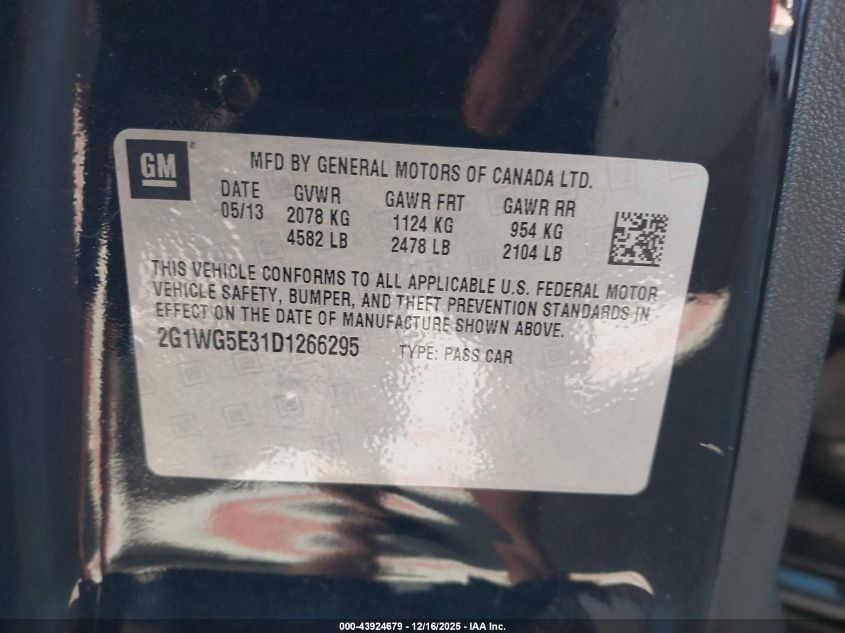 GM
MFD BY GENERAL MOTORS OF CANADA LTD.
DATE GVWR GAWR FRT GAWR RR
05/13 2078 KG 1124 KG 954 KG
4582 LB 2478 LB 2104 LB
THIS VEHICLE CONFORMS TO ALL APPLICABLE U.S. FEDERAL MOTOR
VEHICLE SAFETY, BUMPER, AND THEFT PREVENTION STANDARDS IN
EFFECT ON THE DATE OF MANUFACTURE SHOWN ABOVE.
2G1WG5E31D1266295 TYPE: PASS CAR
000-43924679 - 12/16/2025 - IAA Inc.